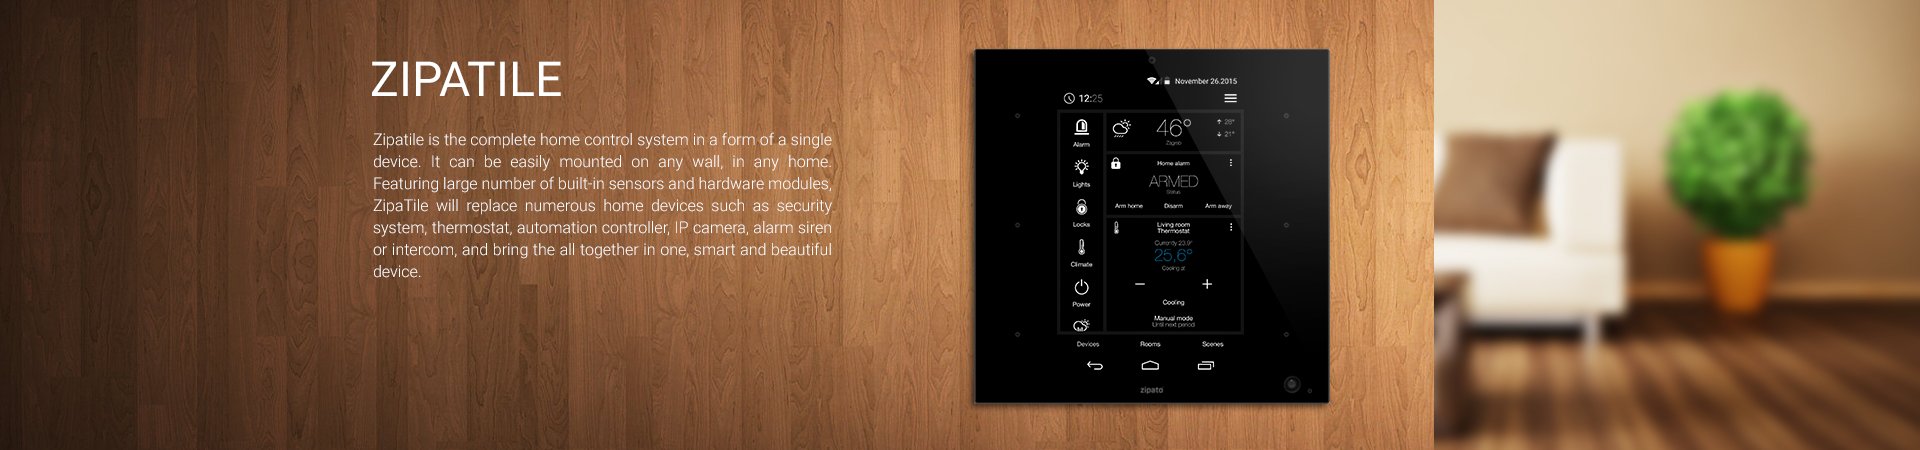 ZIPATILE
Zipatile is the complete home control system in a form of a single
device. It can be easily mounted on any wall, in any home.
Featuring large number of built-in sensors and hardware modules,
ZipaTile will replace numerous home devices such as security
system, thermostat, automation controller, IP camera, alarm siren
or intercom, and bring the all together in one, smart and beautiful
device.
November 26.2015
12:25
Alarm
Lights
Locks
Climate
Power
46°
28°
21°
Zagreb
Home alarm
ARMED
Status
Arm home Disarm Arm away
Living room
Thermostat
Currently 23.9°
25,6°
Cooling at
− +
Cooling
Manual mode
Until next period
Devices Rooms Scenes
zipato